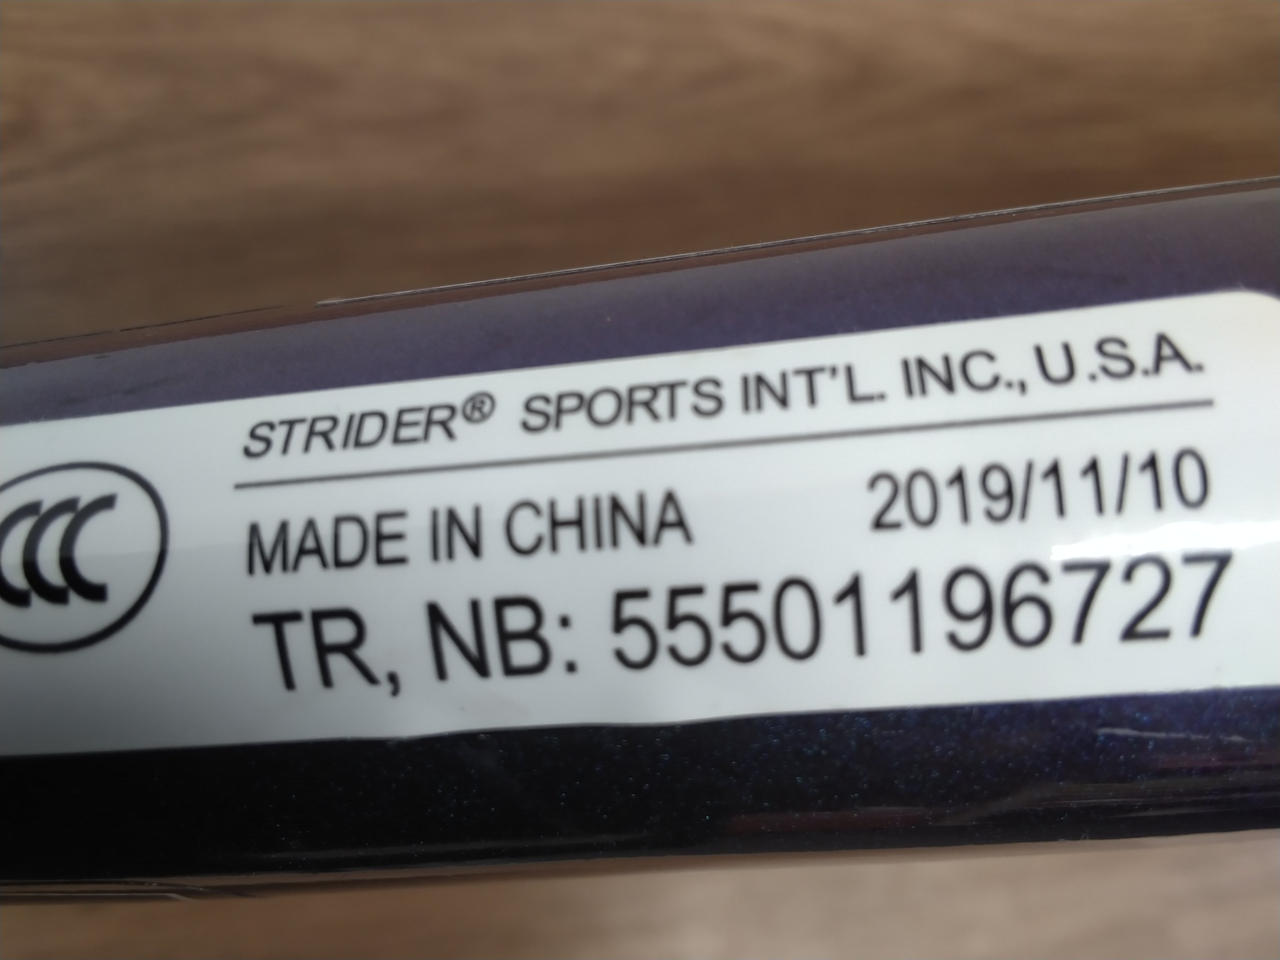 STRIDER® SPORTS INT'L. INC., U.S.A.
CCC
MADE IN CHINA 2019/11/10
TR, NB: 55501196727